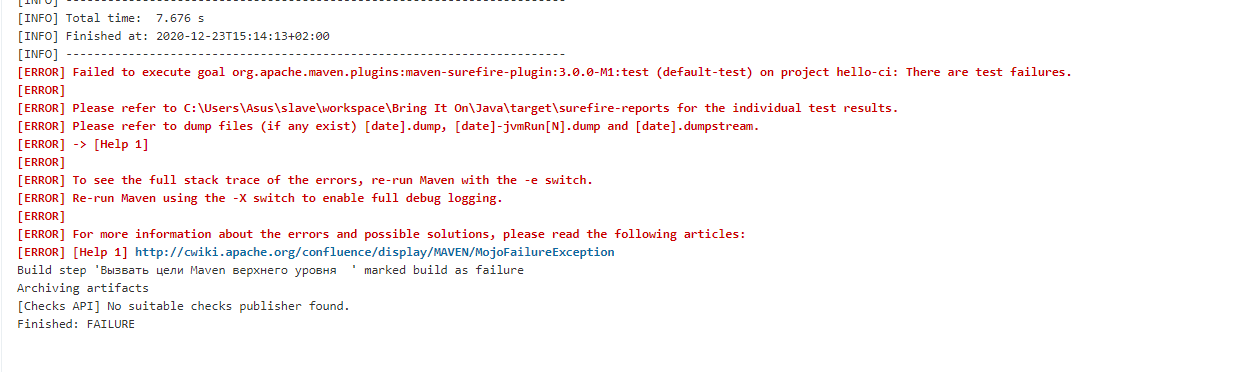 [INFO] ------------------------------------------------------------------------
[INFO] Total time:  7.676 s
[INFO] Finished at: 2020-12-23T15:14:13+02:00
[INFO] ------------------------------------------------------------------------
[ERROR] Failed to execute goal org.apache.maven.plugins:maven-surefire-plugin:3.0.0-M1:test (default-test) on project hello-ci: There are test failures.
[ERROR]
[ERROR] Please refer to C:\Users\Asus\slave\workspace\Bring It On\Java\target\surefire-reports for the individual test results.
[ERROR] Please refer to dump files (if any exist) [date].dump, [date]-jvmRun[N].dump and [date].dumpstream.
[ERROR] -> [Help 1]
[ERROR]
[ERROR] To see the full stack trace of the errors, re-run Maven with the -e switch.
[ERROR] Re-run Maven using the -X switch to enable full debug logging.
[ERROR]
[ERROR] For more information about the errors and possible solutions, please read the following articles:
[ERROR] [Help 1] http://cwiki.apache.org/confluence/display/MAVEN/MojoFailureException
Build step 'Вызвать цели Maven верхнего уровня  ' marked build as failure
Archiving artifacts
[Checks API] No suitable checks publisher found.
Finished: FAILURE